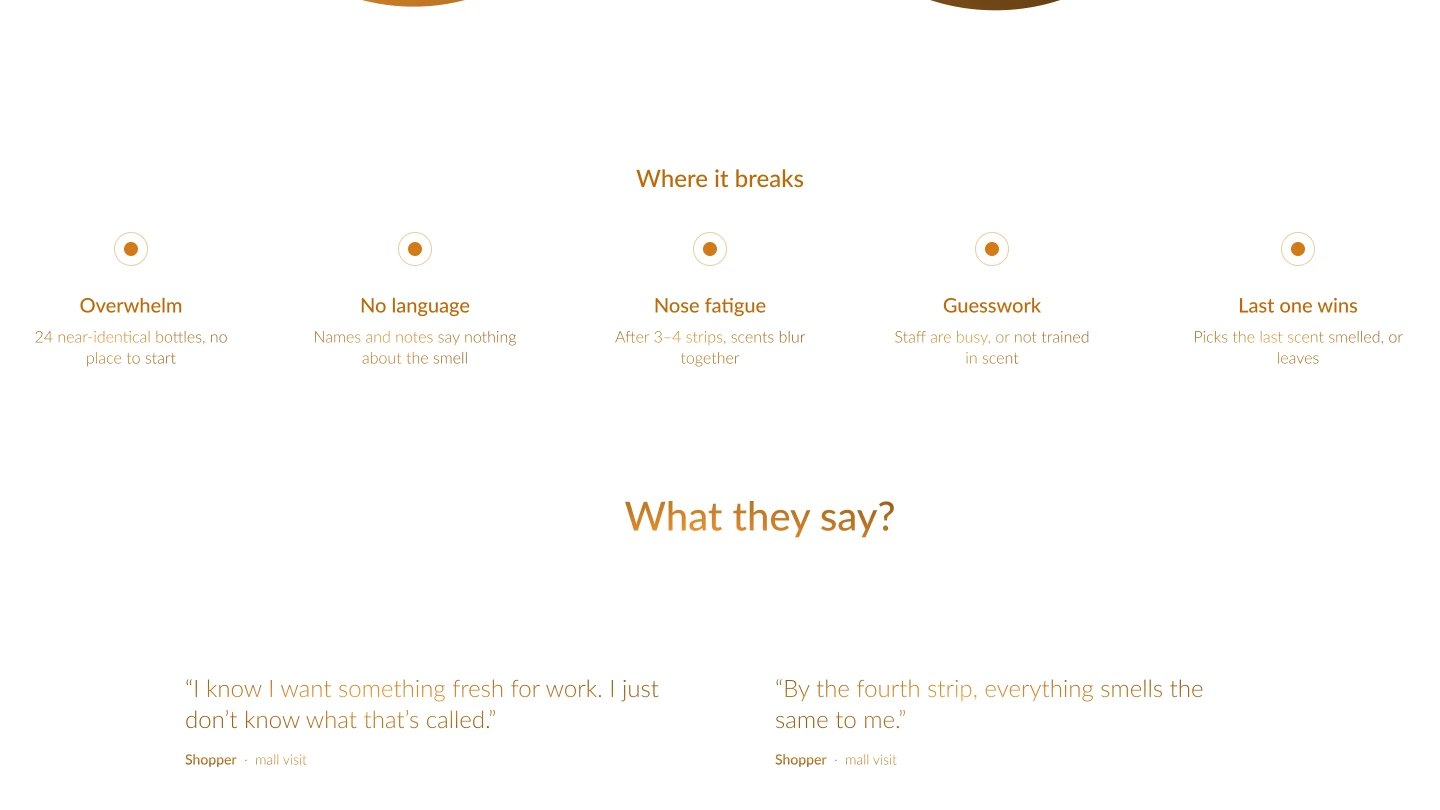 Where it breaks
Overwhelm
24 near-identical bottles, no
place to start
No language
Names and notes say nothing
about the smell
Nose fatigue
After 3–4 strips, scents blur
together
Guesswork
Staff are busy, or not trained
in scent
Last one wins
Picks the last scent smelled, or
leaves
What they say?
“I know I want something fresh for work. I just
don’t know what that’s called.”
Shopper · mall visit
“By the fourth strip, everything smells the
same to me.”
Shopper · mall visit